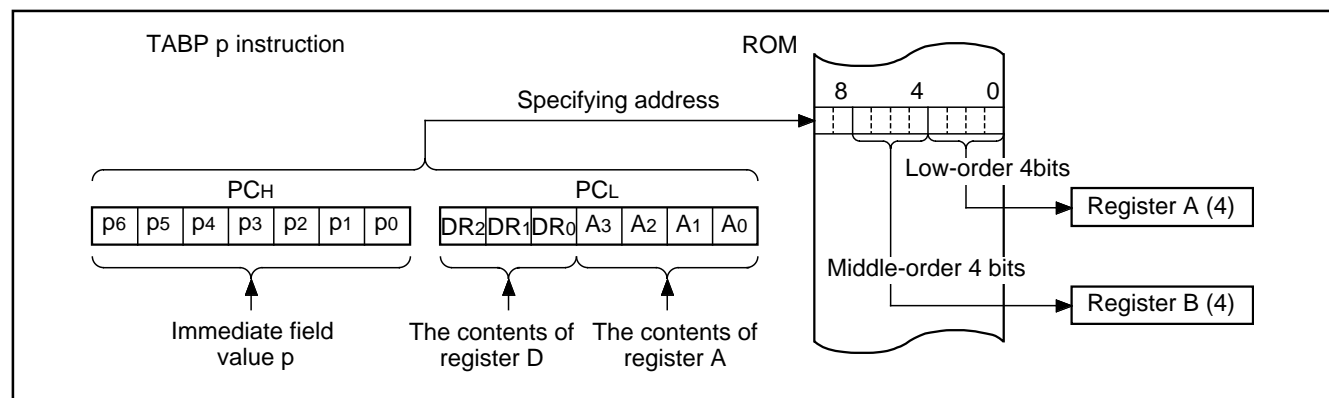 TABP p instruction
ROM
8 4 0
Specifying address
Low-order 4bits
PCH
PCL
p6 p5 p4 p3 p2 p1 p0
DR2 DR1 DR0 A3 A2 A1 A0
Register A (4)
Middle-order 4 bits
Register B (4)
Immediate field
value p
The contents of
register D
The contents of
register A